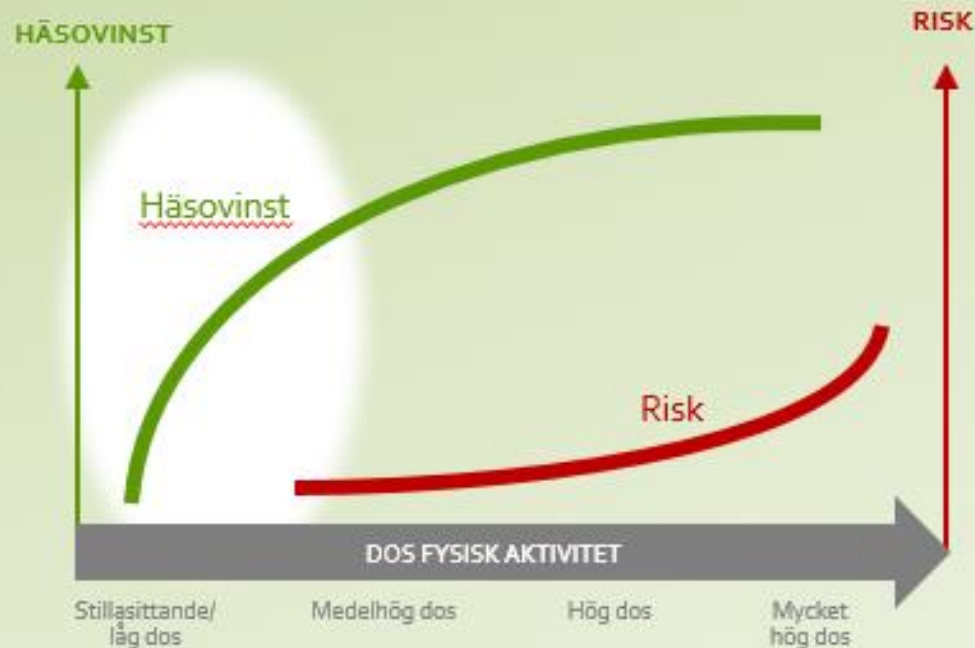 HÄSOVINST
RISK
Häsovinst
Risk
DOS FYSISK AKTIVITET
Stillasittande/
låg dos
Medelhög dos
Hög dos
Mycket
hög dos